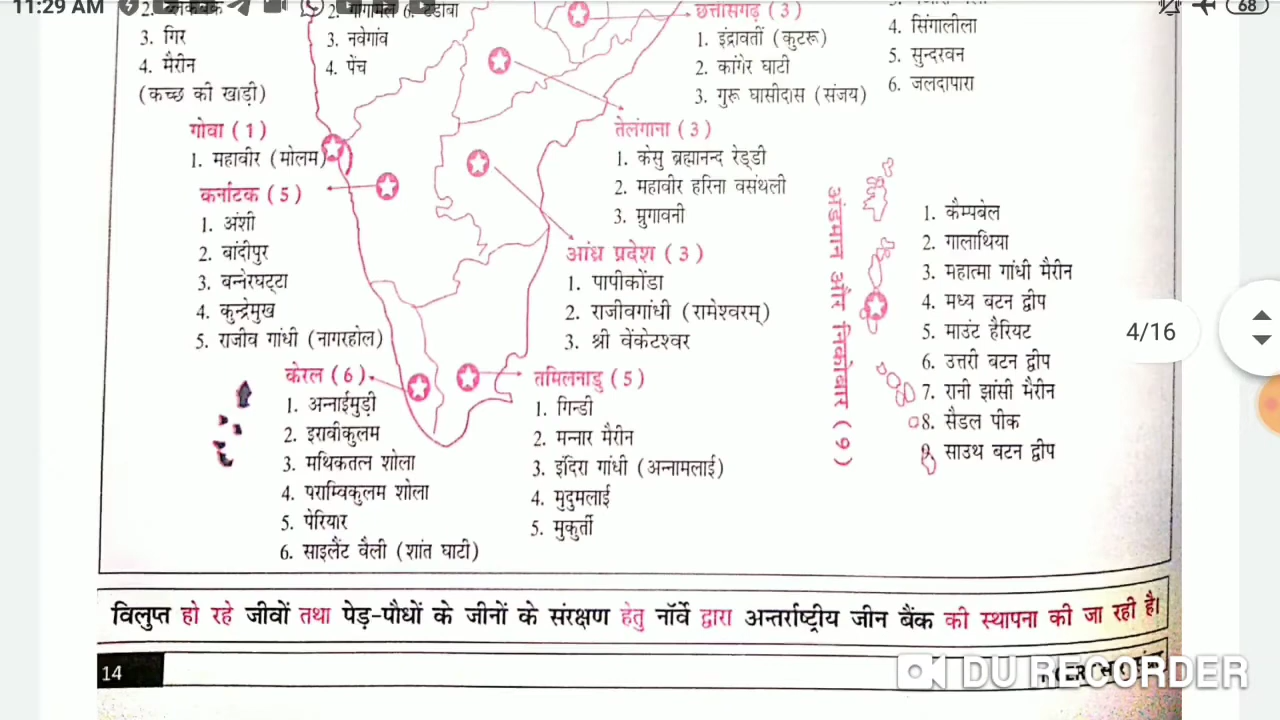 11:29 AM
68
2. ब्लैकबक
3. गिर
4. मैरीन
(कच्छ की खाड़ी)
3. नवेगांव
4. पेंच
छत्तीसगढ़ (3)
1. इंद्रावतीं (कुटरू)
2. कांगेर घाटी
3. गुरू घासीदास (संजय)
4. सिंगालीला
5. सुन्दरवन
6. जलदापारा
गोवा (1)
1. महावीर (मोलम)
कर्नाटक (5)
1. अंशी
2. बांदीपुर
3. बन्नेरघट्टा
4. कुन्द्रेमुख
5. राजीव गांधी (नागरहोल)
तेलंगाना (3)
1. केसु ब्रह्मानन्द रेड्डी
2. महावीर हरिना वसंथली
3. मुगावनी
आंध्र प्रदेश (3)
1. पापीकोंडा
2. राजीवगांधी (रामेश्वरम्)
3. श्री वेंकेटश्वर
केरल (6)
1. अन्नाईमुड़ी
2. इरावीकुलम
3. मथिकतत्न शोला
4. पराम्विकुलम शोला
5. पेरियार
6. साइलैंट वैली (शांत घाटी)
तमिलनाडु (5)
1. गिन्डी
2. मन्नार मैरीन
3. इंदिरा गांधी (अन्नामलाई)
4. मुदुमलाई
5. मुकुर्ती
अंडमान और निकोबार (9)
1. कैम्पबेल
2. गालाथिया
3. महात्मा गांधी मैरीन
4. मध्य बटन द्वीप
5. माउंट हैरियट
6. उत्तरी बटन द्वीप
7. रानी झांसी मैरीन
8. सैडल पीक
9. साउथ बटन द्वीप
4/16
विलुप्त हो रहे जीवों तथा पेड़-पौधों के जीनों के संरक्षण हेतु नॉर्वे द्वारा अन्तर्राष्ट्रीय जीन बैंक की स्थापना की जा रही है।
14
DU RECORDER